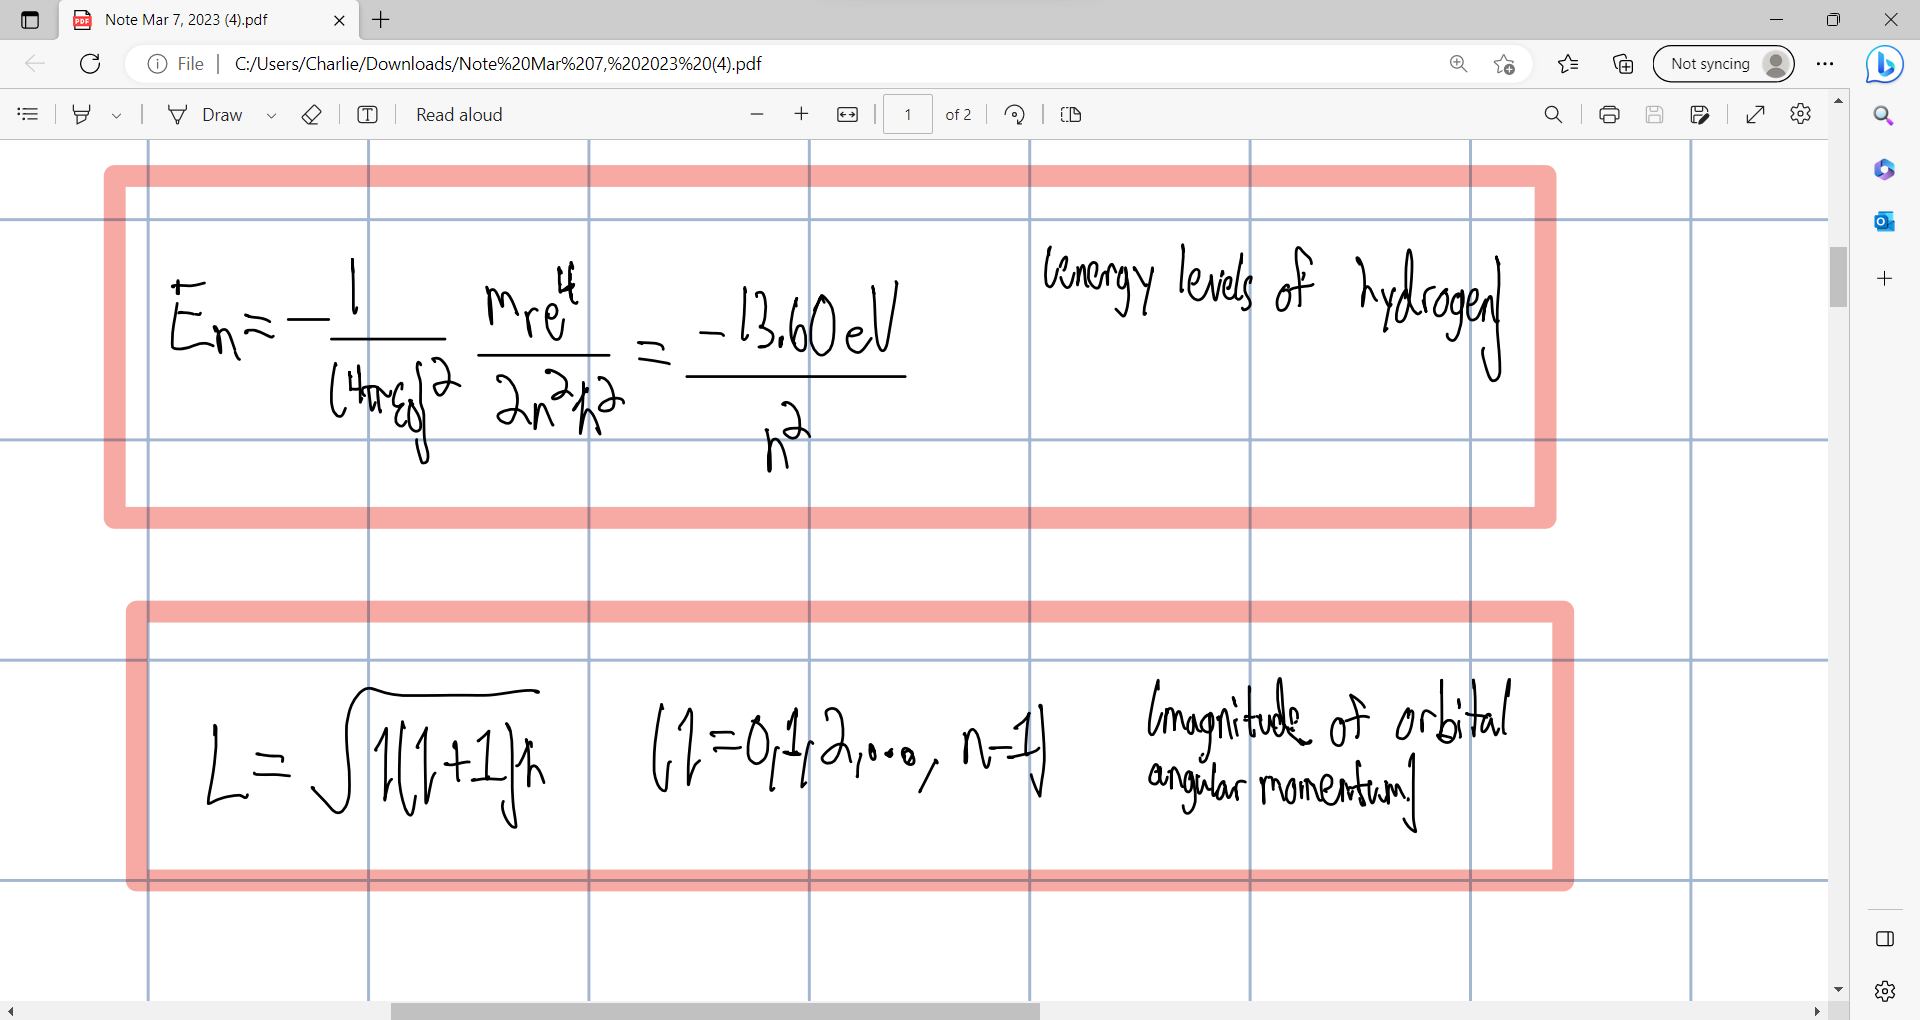 Note Mar 7, 2023 (4).pdf
File C:/Users/Charlie/Downloads/Note%20Mar%207,%202023%20(4).pdf
Not syncing
Draw
Read aloud
1 of 2
Eₙ = - 1/(4πε₀)² mᵣe⁴/2n²ħ² = -13.60 eV/n²
(energy levels of hydrogen)
L = √l(l+1)ħ (l = 0, 1, 2, ..., n-1)
(magnitude of orbital
angular momentum)